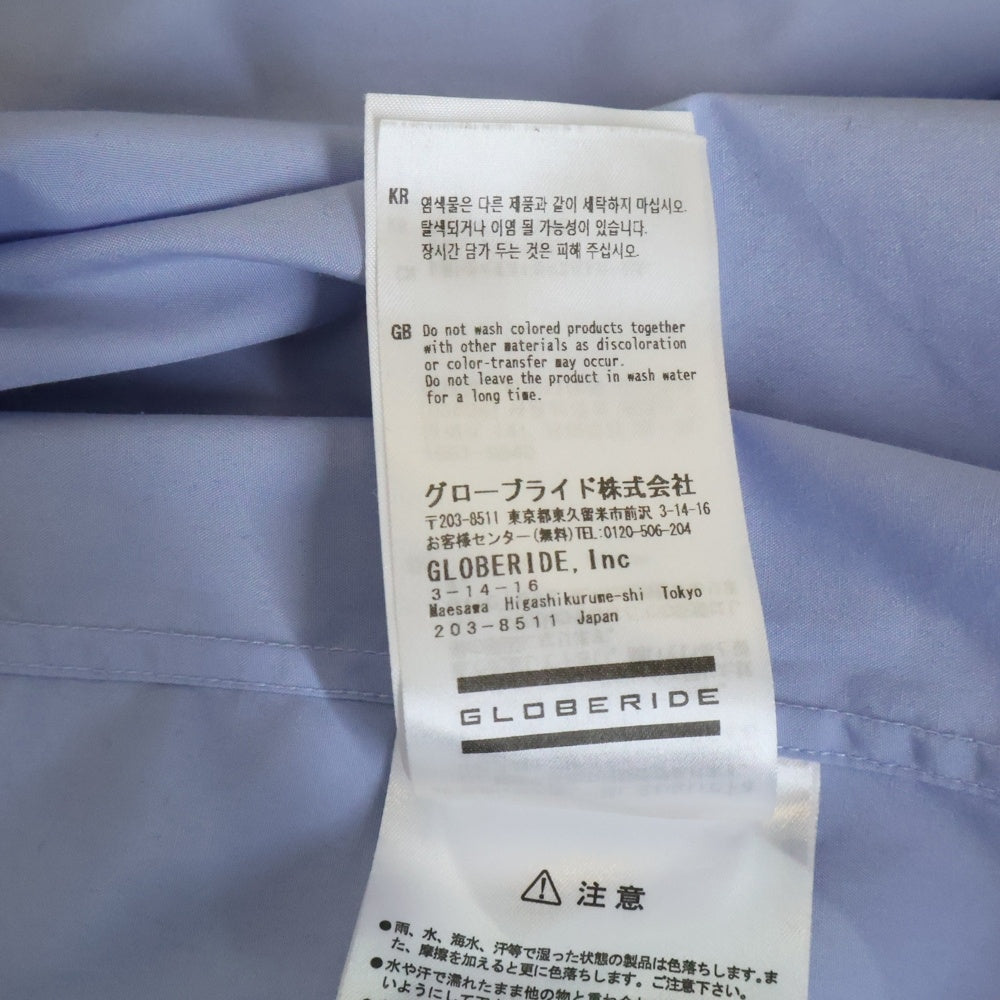 KR 염색물은 다른 제품과 같이 세탁하지 마십시오.
탈색되거나 이염 될 가능성이 있습니다.
장시간 담가 두는 것은 피해 주십시오.
GB Do not wash colored products together
with other materials as discoloration
or color-transfer may occur.
Do not leave the product in wash water
for a long time.
グローブライド株式会社
〒203-8511 東京都東久留米市前沢 3-14-16
お客様センター(無料)TEL:0120-506-204
GLOBERIDE, Inc
3-14-16
Maesawa Higashikurume-shi Tokyo
203-8511 Japan
GLOBERIDE
⚠ 注意
●雨、水、海水、汗等で湿った状態の製品は色落ちします。ま
た、摩擦を加えると更に色落ちします。ご注意下さい。
●水や汗で濡れたまま他の物と重ね合
いようにして下